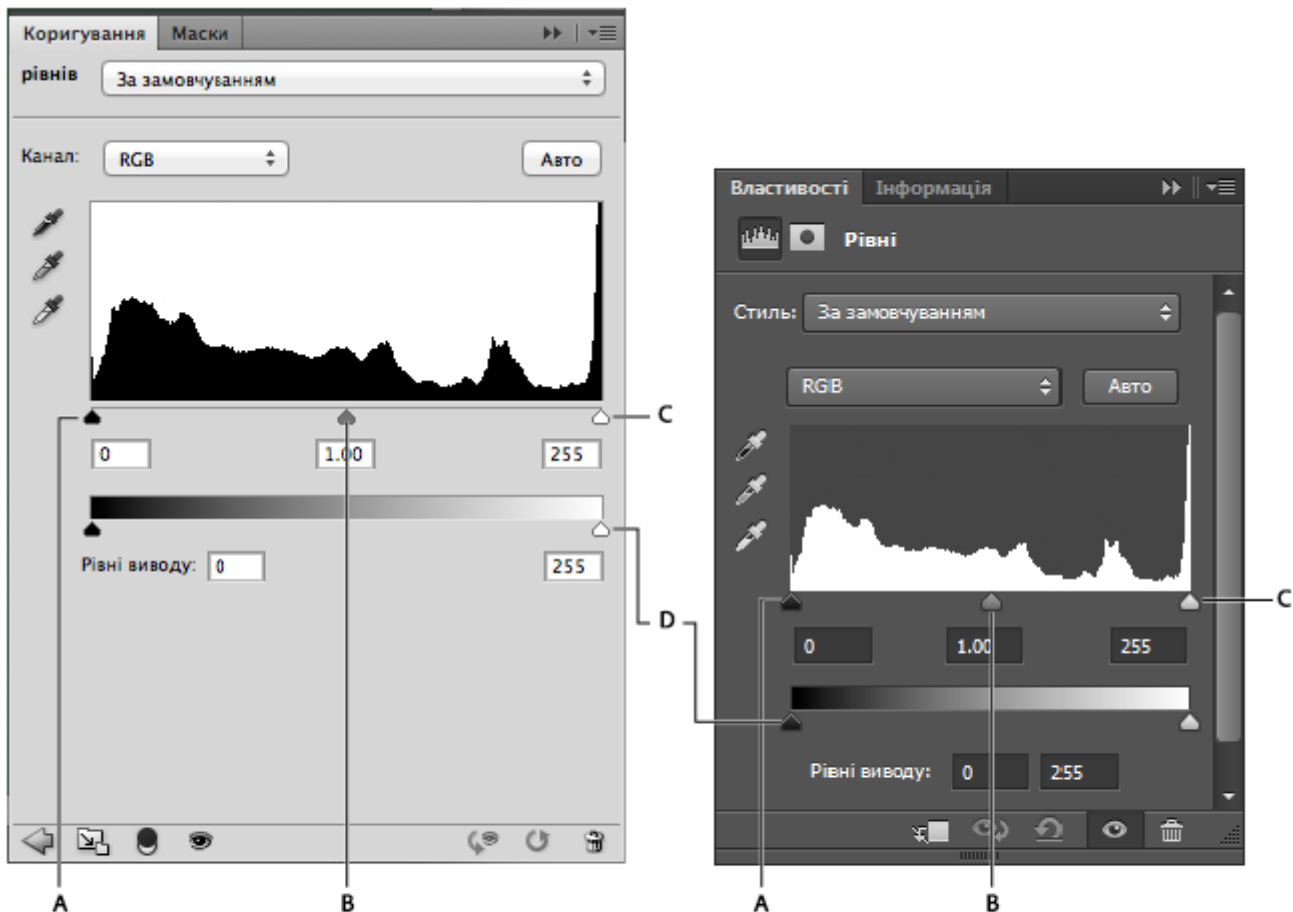 Коригування Маски
рівнів За замовчуванням
Канал: RGB Авто
C
0 1.00 255
Рівні виводу: 0 255
D
A B
Властивості Інформація
Рівні
Стиль: За замовчуванням
RGB Авто
C
0 1.00 255
Рівні виводу: 0 255
A B